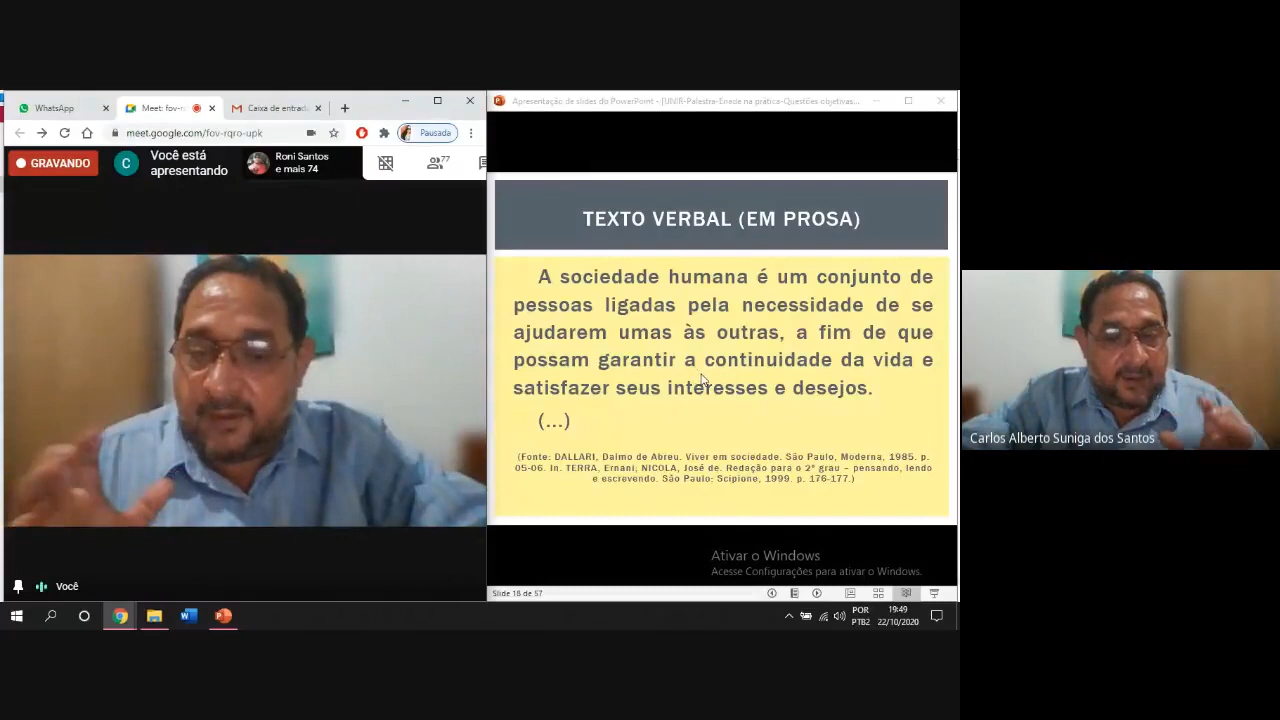 WhatsApp
Meet: fov-r
Caixa de entrad
Apresentação de slides do PowerPoint - [UNIR-Palestra-Enade na prática-Questões objetivas...
meet.google.com/fov-rqro-upk
Pausada
GRAVANDO
C
Você está
apresentando
Roni Santos
e mais 74
77
TEXTO VERBAL (EM PROSA)
A sociedade humana é um conjunto de
pessoas ligadas pela necessidade de se
ajudarem umas às outras, a fim de que
possam garantir a continuidade da vida e
satisfazer seus interesses e desejos.
(...)
(Fonte: DALLARI, Dalmo de Abreu. Viver em sociedade. São Paulo, Moderna, 1985. p.
05-06. In. TERRA, Ernani; NICOLA, José de. Redação para o 2º grau – pensando, lendo
e escrevendo. São Paulo: Scipione, 1999. p. 176-177.)
Carlos Alberto Suniga dos Santos
Ativar o Windows
Acesse Configurações para ativar o Windows.
Você
Slide 18 de 57
POR
PTB2
19:49
22/10/2020